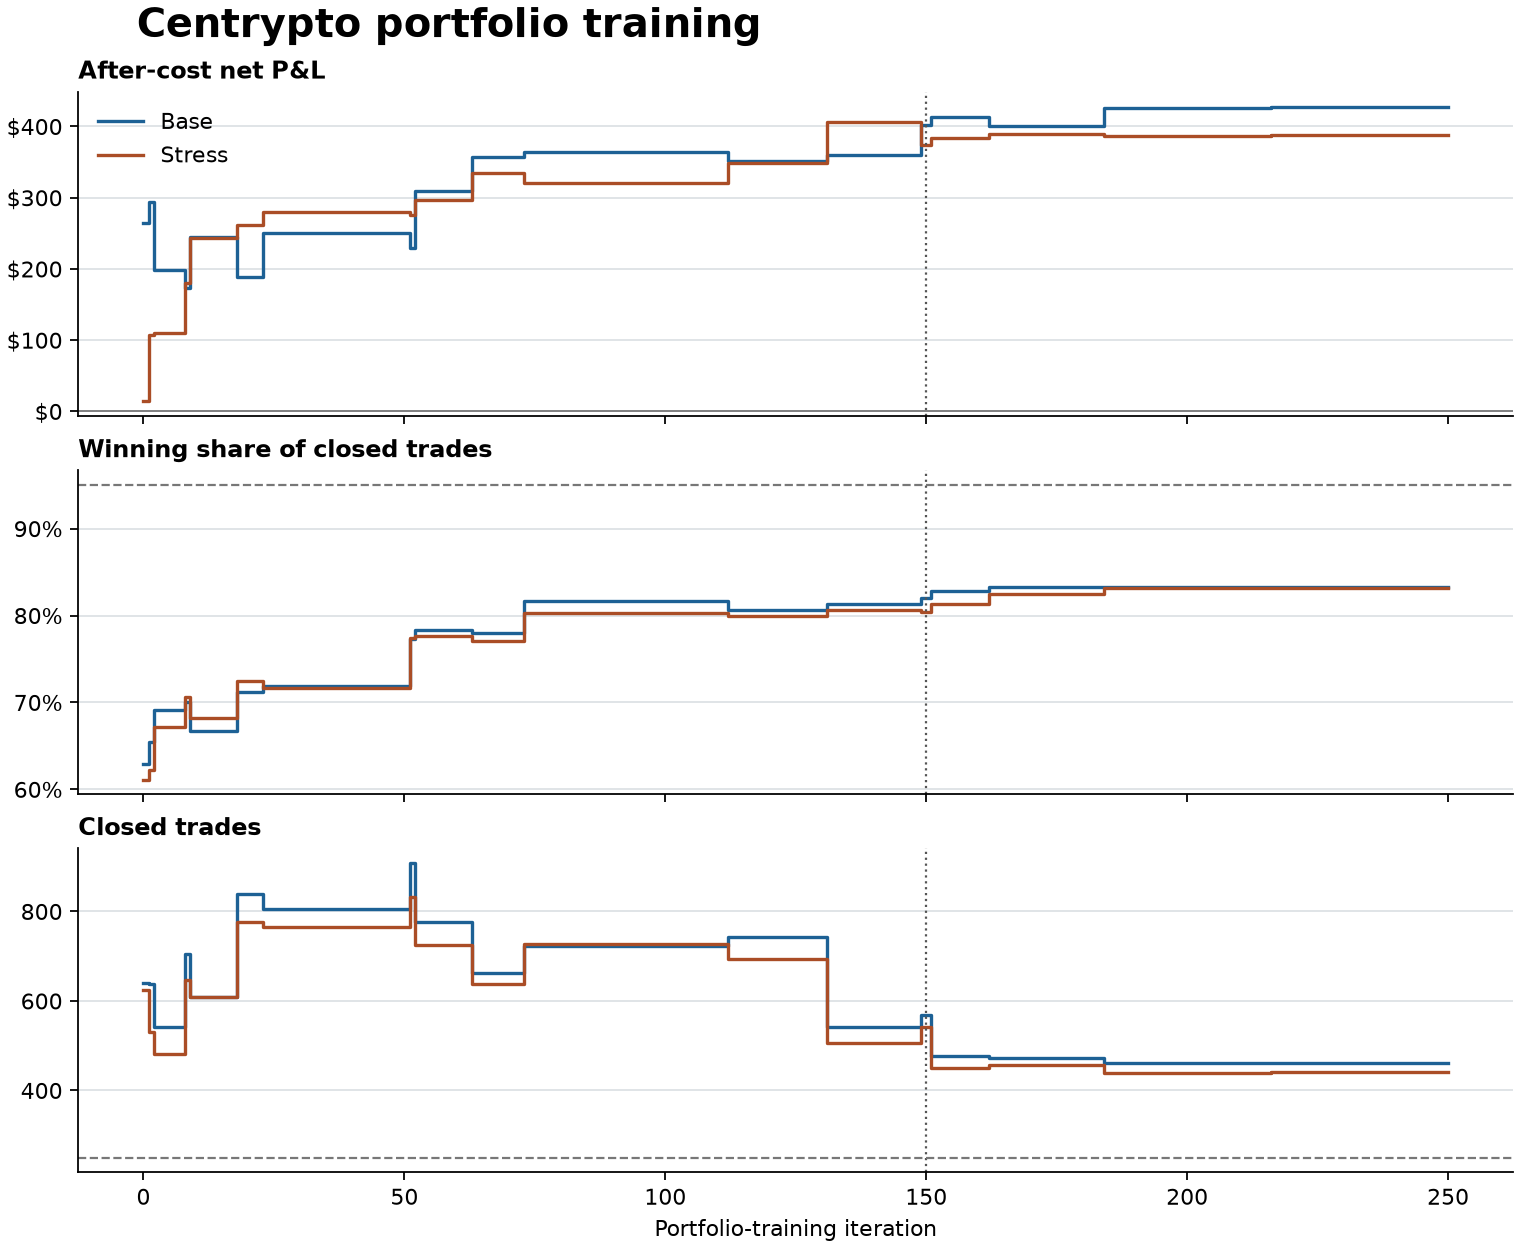 Centrypto portfolio training
After-cost net P&L
Base
Stress
$400
$300
$200
$100
$0
Winning share of closed trades
90%
80%
70%
60%
Closed trades
800
600
400
0 50 100 150 200 250
Portfolio-training iteration